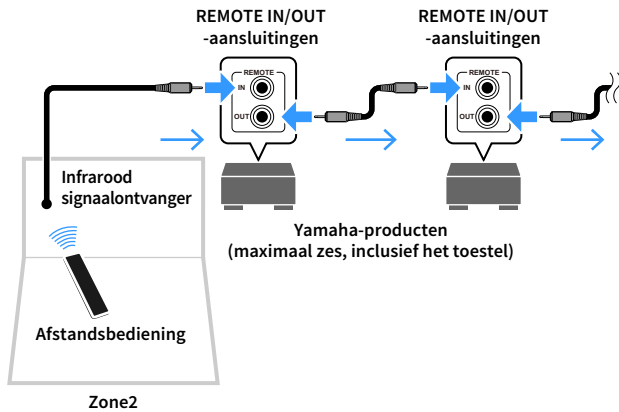 REMOTE IN/OUT
-aansluitingen
REMOTE IN/OUT
-aansluitingen
REMOTE
IN
OUT
REMOTE
IN
OUT
Infrarood
signaalontvanger
Yamaha-producten
(maximaal zes, inclusief het toestel)
Afstandsbediening
Zone2